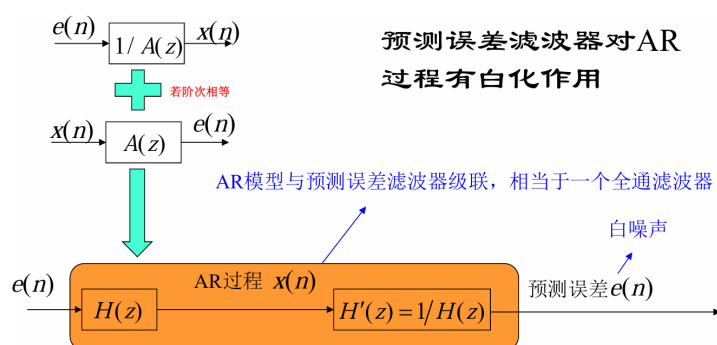 预测误差滤波器对AR
过程有白化作用
e(n) 1/A(z) x(n)
若阶次相等
x(n) A(z) e(n)
AR模型与预测误差滤波器级联，相当于一个全通滤波器
白噪声
e(n) H(z) AR过程 x(n) H′(z)=1/H(z) 预测误差e(n)